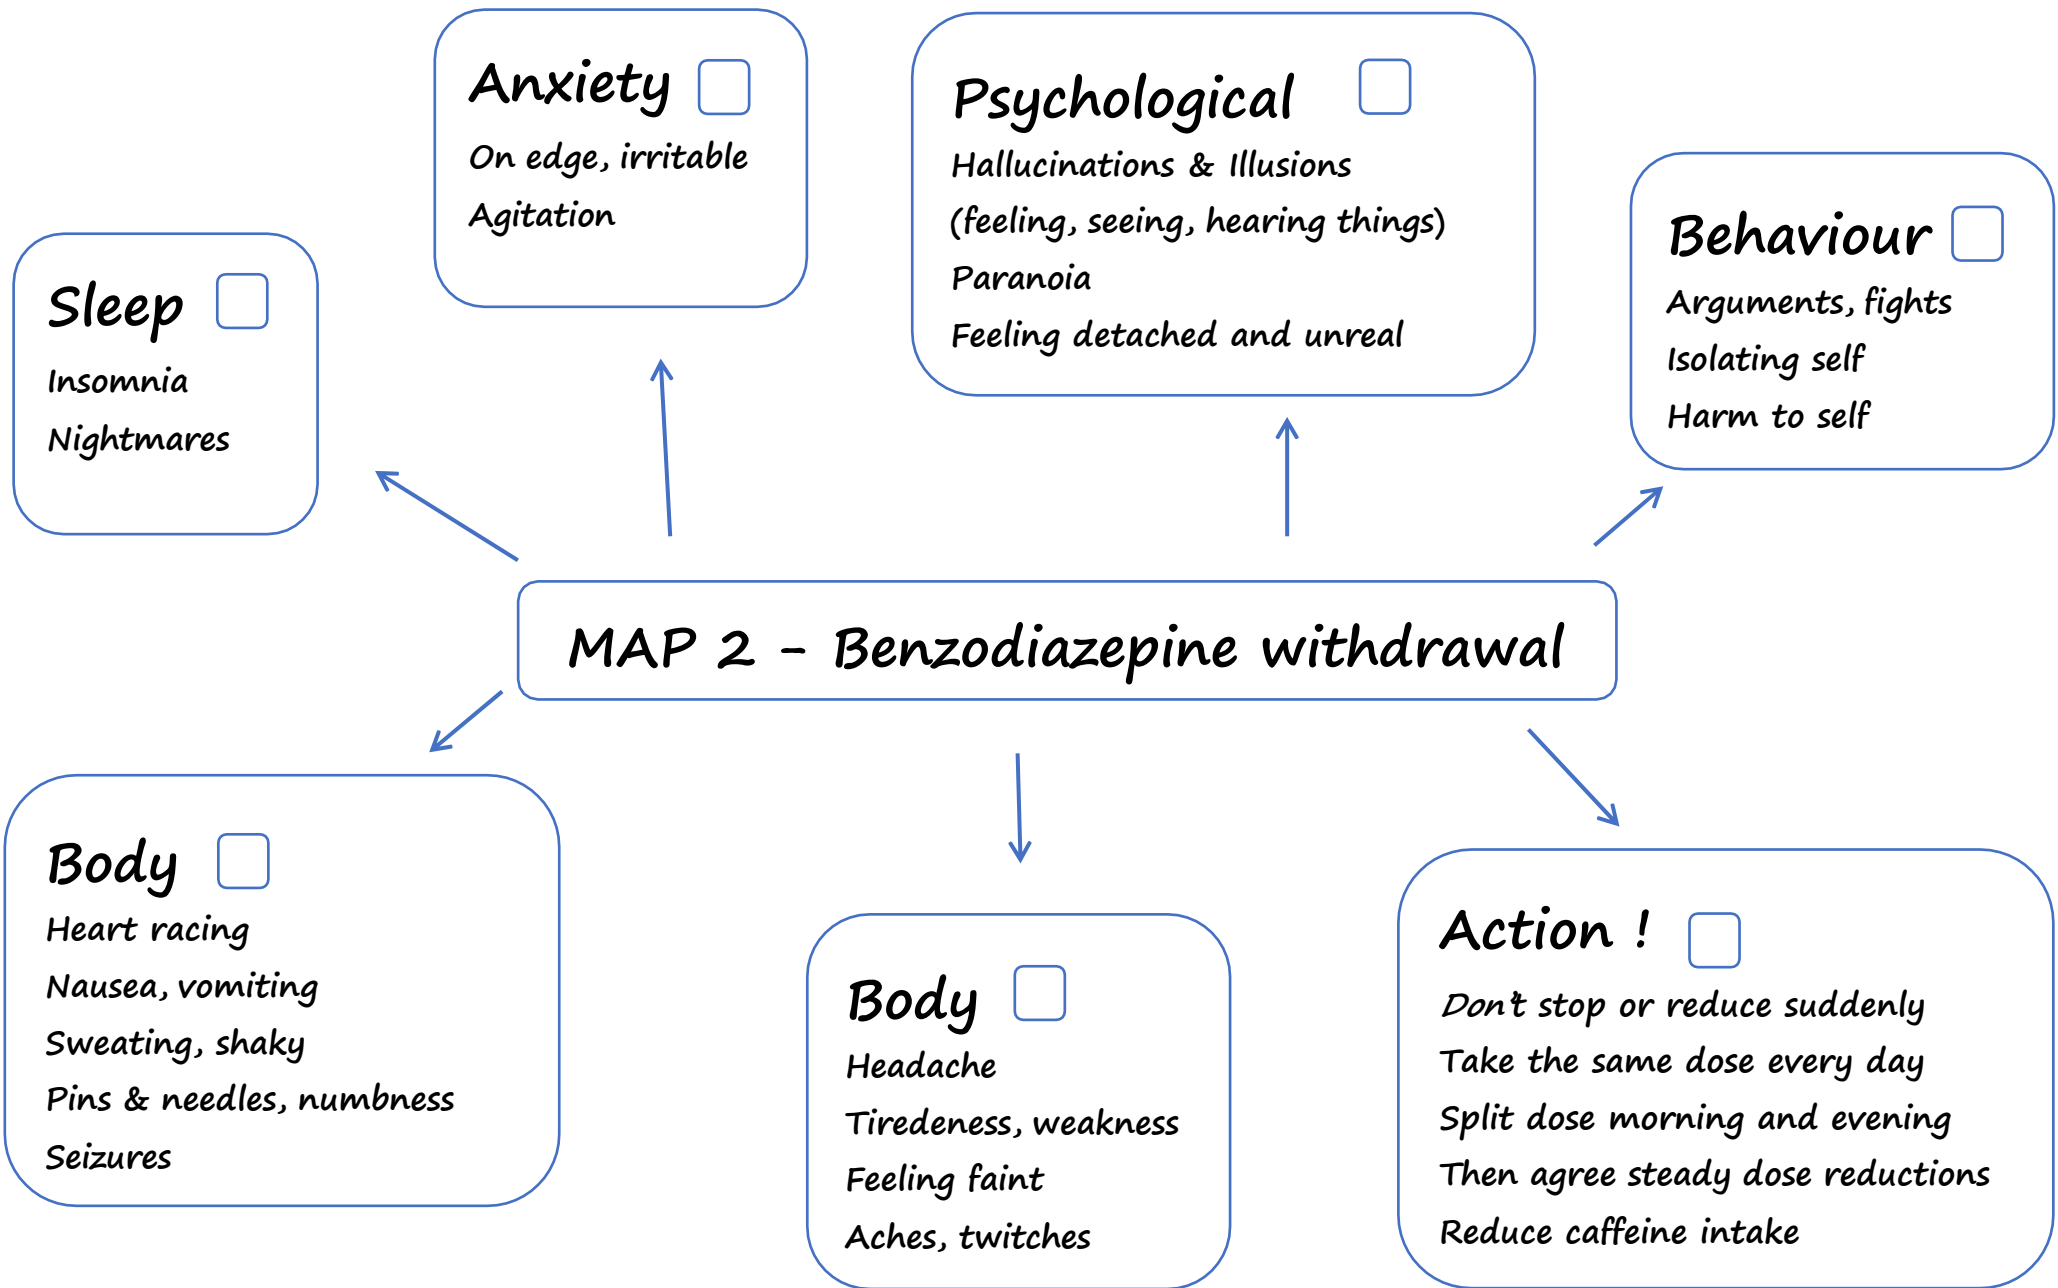 Anxiety
On edge, irritable
Agitation
Psychological
Hallucinations & Illusions
(feeling, seeing, hearing things)
Paranoia
Feeling detached and unreal
Behaviour
Arguments, fights
Isolating self
Harm to self
Sleep
Insomnia
Nightmares
MAP 2 - Benzodiazepine withdrawal
Body
Heart racing
Nausea, vomiting
Sweating, shaky
Pins & needles, numbness
Seizures
Body
Headache
Tiredeness, weakness
Feeling faint
Aches, twitches
Action !
Don't stop or reduce suddenly
Take the same dose every day
Split dose morning and evening
Then agree steady dose reductions
Reduce caffeine intake